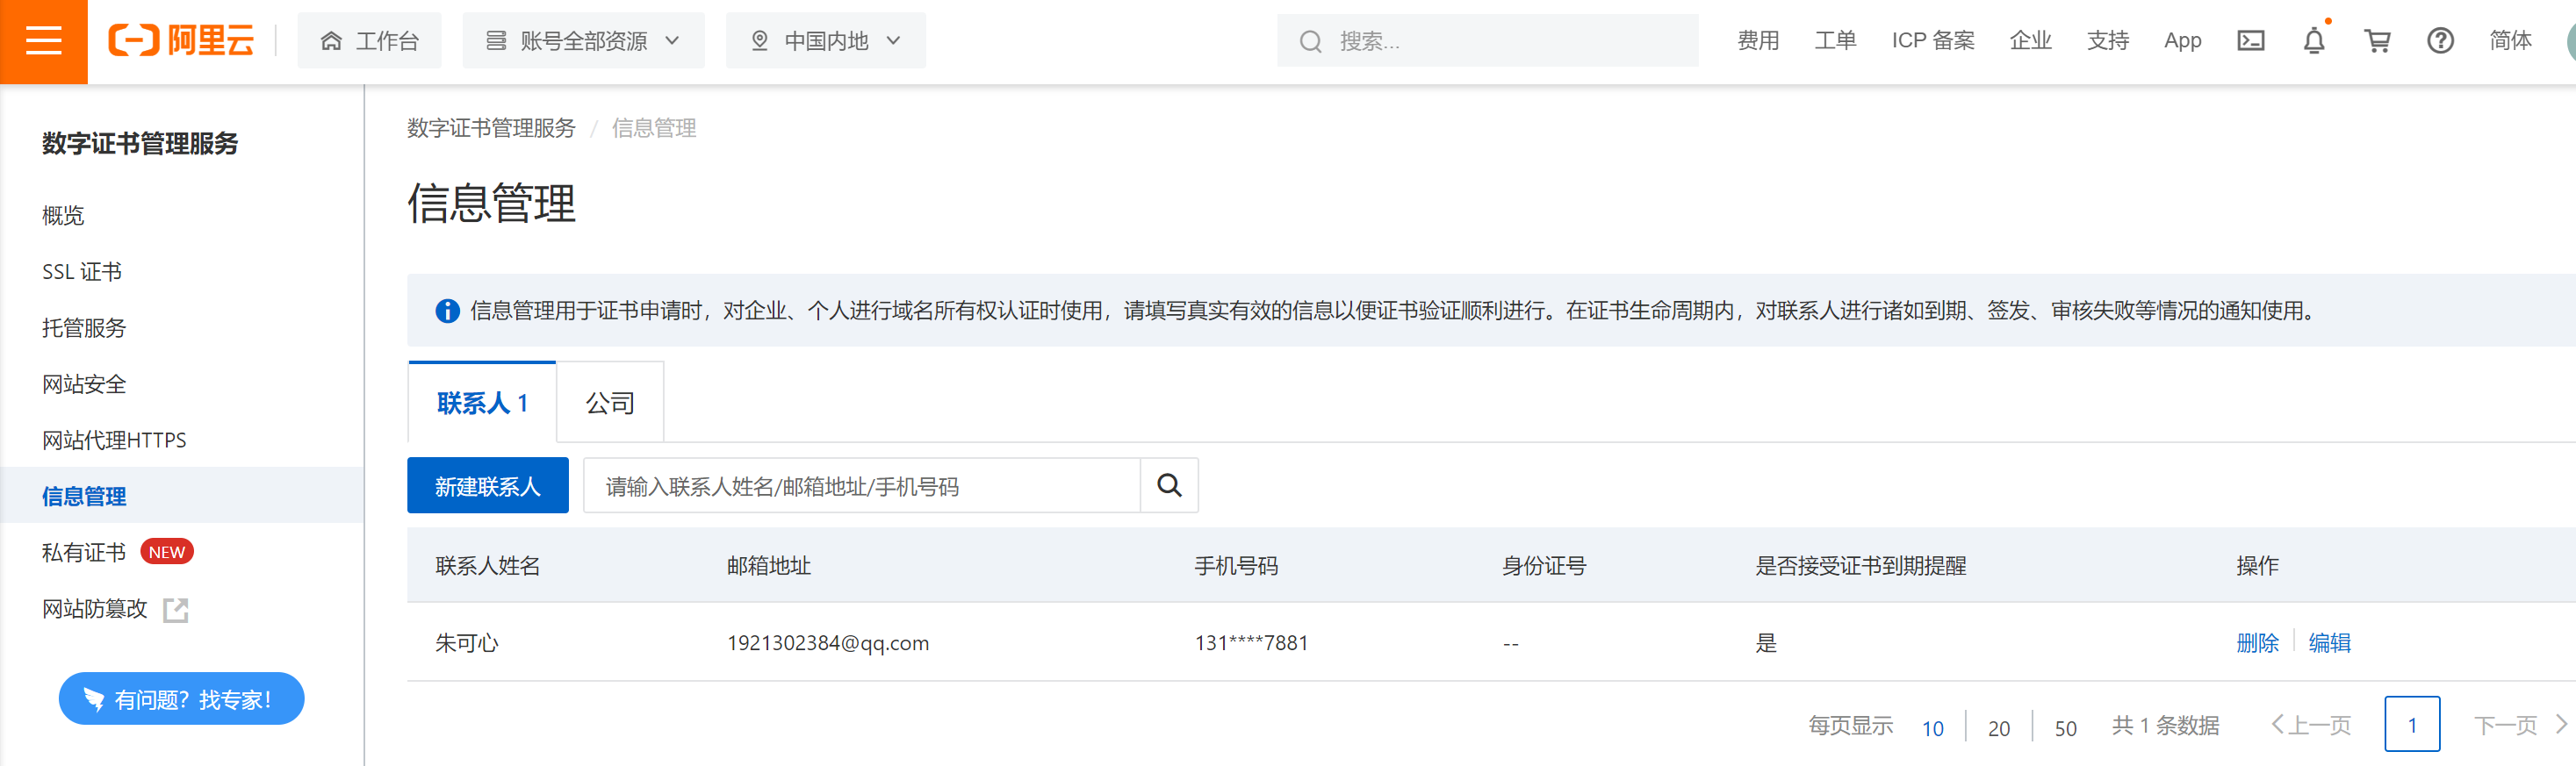 阿里云 工作台 账号全部资源 中国内地 搜索... 费用 工单 ICP 备案 企业 支持 App 简体
数字证书管理服务
概览
SSL 证书
托管服务
网站安全
网站代理HTTPS
信息管理
私有证书 NEW
网站防篡改
有问题？找专家！
数字证书管理服务 / 信息管理
信息管理
信息管理用于证书申请时，对企业、个人进行域名所有权认证时使用，请填写真实有效的信息以便证书验证顺利进行。在证书生命周期内，对联系人进行诸如到期、签发、审核失败等情况的通知使用。
联系人 1 公司
新建联系人 请输入联系人姓名/邮箱地址/手机号码
联系人姓名 邮箱地址 手机号码 身份证号 是否接受证书到期提醒 操作
朱可心 1921302384@qq.com 131****7881 -- 是 删除 编辑
每页显示 10 20 50 共 1 条数据 上一页 1 下一页